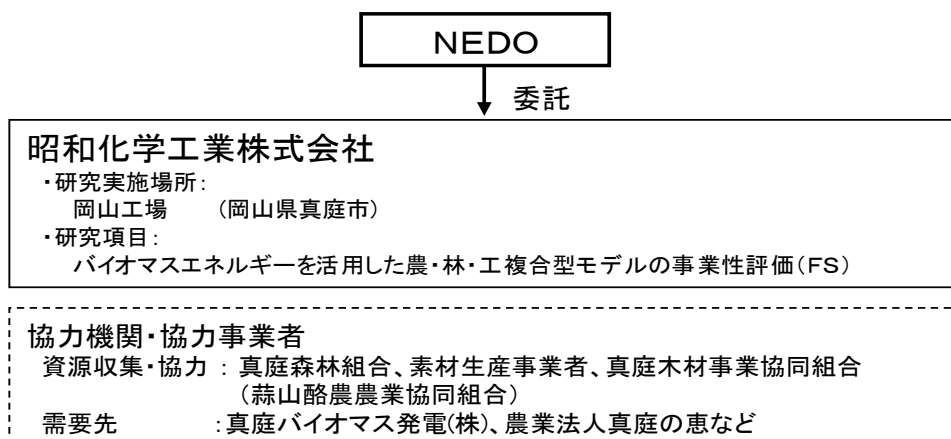 NEDO
委託
昭和化学工業株式会社
・研究実施場所：
岡山工場　　（岡山県真庭市）
・研究項目：
バイオマスエネルギーを活用した農・林・工複合型モデルの事業性評価（FS）
協力機関・協力事業者
資源収集・協力 ： 真庭森林組合、素材生産事業者、真庭木材事業協同組合
（蒜山酪農農業協同組合）
需要先　　　　：真庭バイオマス発電(株)、農業法人真庭の恵など